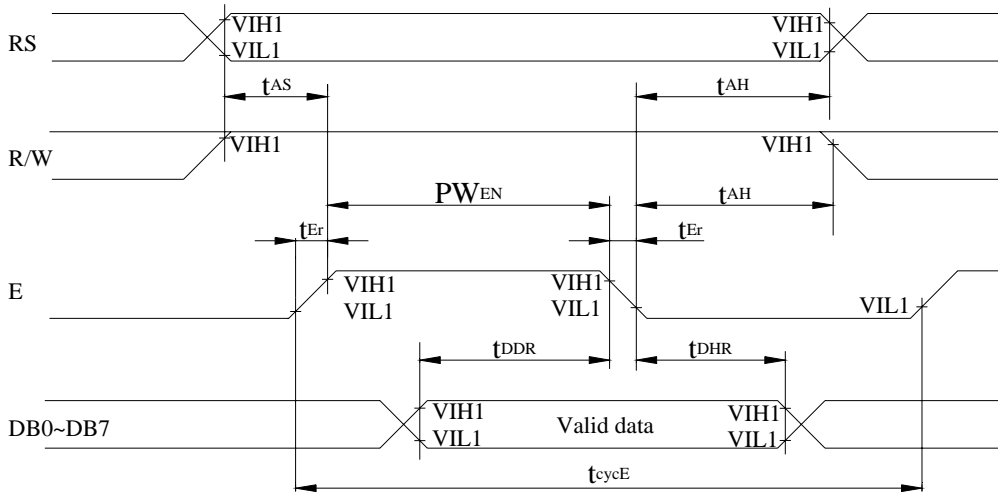 RS
VIH1
VIL1
VIH1
VIL1
tAS
tAH
R/W
VIH1
VIH1
PWEN
tAH
tEr
tEr
E
VIH1
VIL1
VIH1
VIL1
VIL1
tDDR
tDHR
DB0~DB7
VIH1
VIL1
Valid data
VIH1
VIL1
tcycE